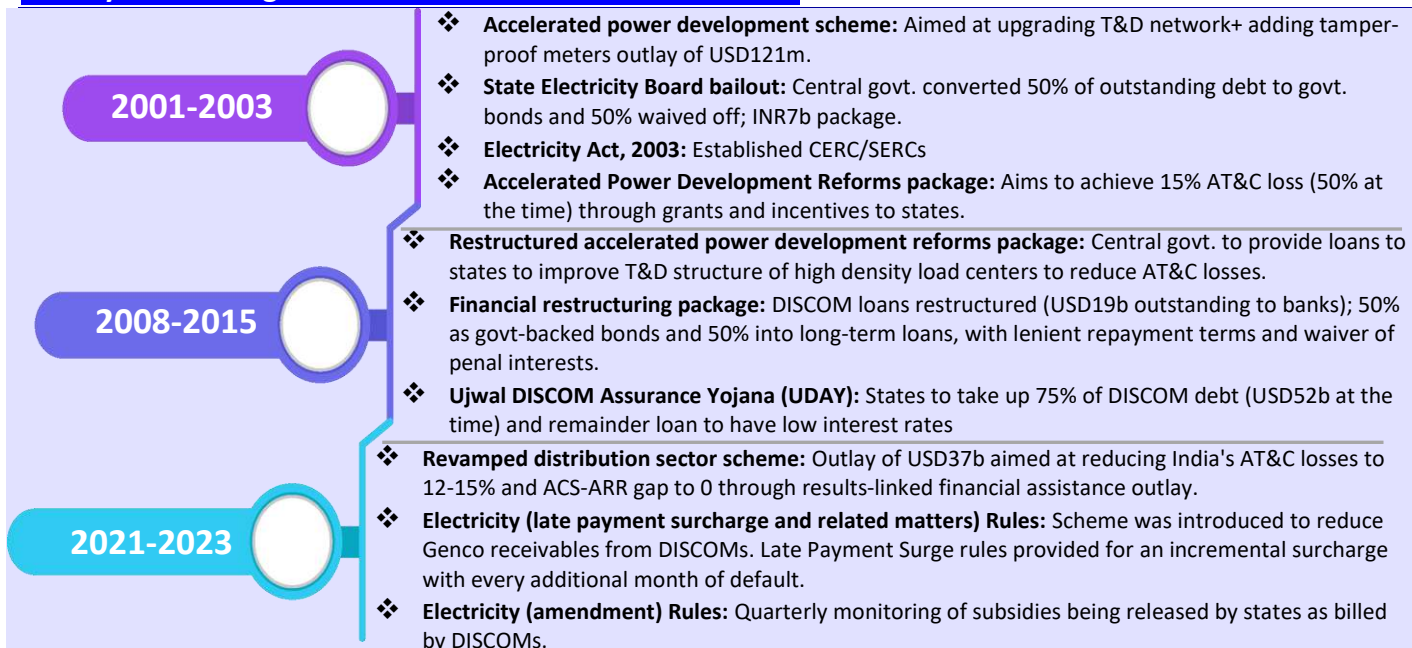 ❖ Accelerated power development scheme: Aimed at upgrading T&D network+ adding tamper-
proof meters outlay of USD121m.
❖ State Electricity Board bailout: Central govt. converted 50% of outstanding debt to govt.
bonds and 50% waived off; INR7b package.
2001-2003
❖ Electricity Act, 2003: Established CERC/SERCs
❖ Accelerated Power Development Reforms package: Aims to achieve 15% AT&C loss (50% at
the time) through grants and incentives to states.
❖ Restructured accelerated power development reforms package: Central govt. to provide loans to
states to improve T&D structure of high density load centers to reduce AT&C losses.
❖ Financial restructuring package: DISCOM loans restructured (USD19b outstanding to banks); 50%
as govt-backed bonds and 50% into long-term loans, with lenient repayment terms and waiver of
penal interests.
2008-2015
❖ Ujwal DISCOM Assurance Yojana (UDAY): States to take up 75% of DISCOM debt (USD52b at the
time) and remainder loan to have low interest rates
❖ Revamped distribution sector scheme: Outlay of USD37b aimed at reducing India's AT&C losses to
12-15% and ACS-ARR gap to 0 through results-linked financial assistance outlay.
❖ Electricity (late payment surcharge and related matters) Rules: Scheme was introduced to reduce
Genco receivables from DISCOMs. Late Payment Surge rules provided for an incremental surcharge
with every additional month of default.
2021-2023
❖ Electricity (amendment) Rules: Quarterly monitoring of subsidies being released by states as billed
by DISCOMs.